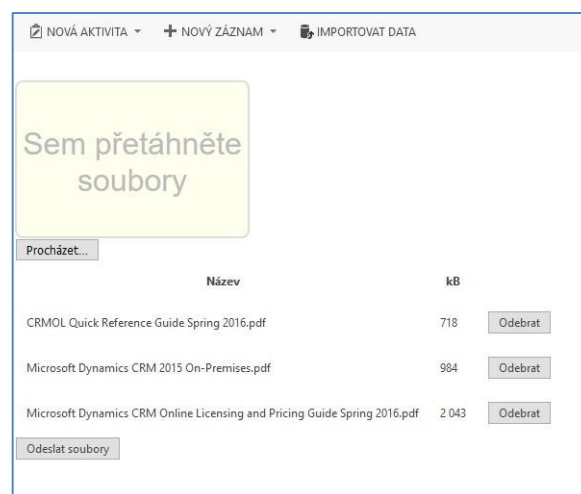 NOVÁ AKTIVITA NOVÝ ZÁZNAM IMPORTOVAT DATA
Sem přetáhněte
soubory
Procházet...
Název kB
CRMOL Quick Reference Guide Spring 2016.pdf 718 Odebrat
Microsoft Dynamics CRM 2015 On-Premises.pdf 984 Odebrat
Microsoft Dynamics CRM Online Licensing and Pricing Guide Spring 2016.pdf 2 043 Odebrat
Odeslat soubory